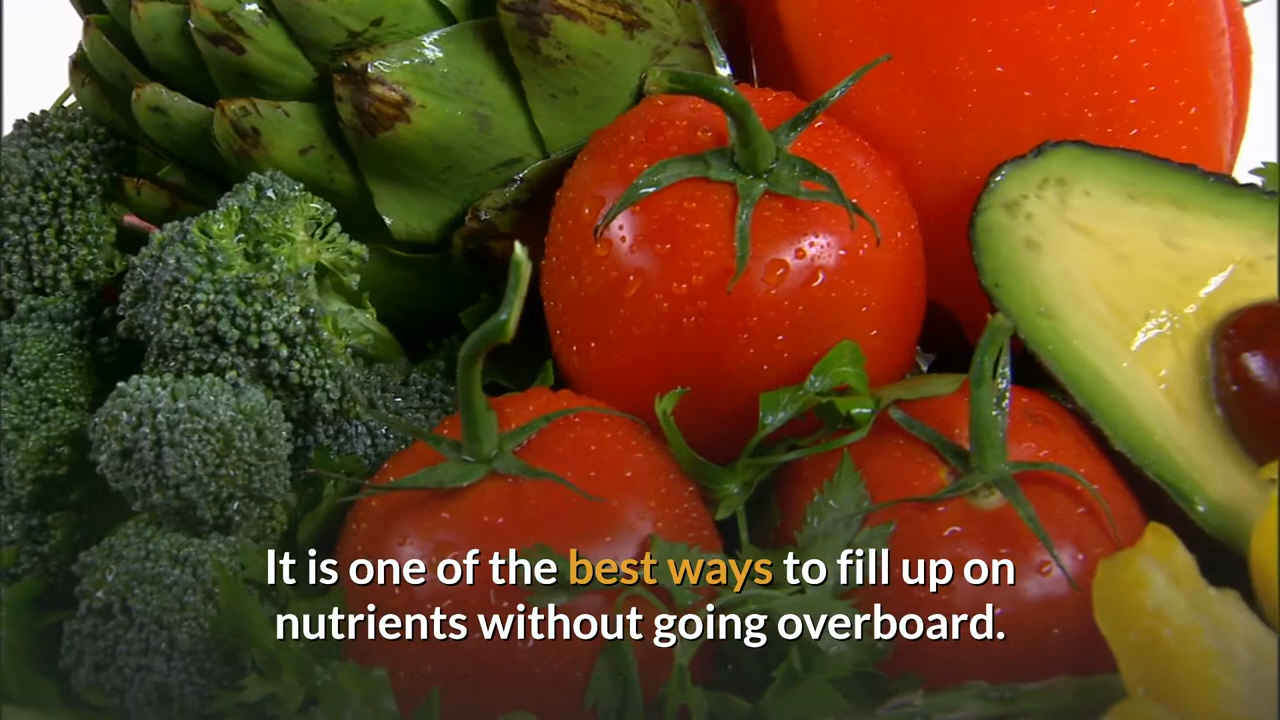 It is one of the best ways to fill up on
nutrients without going overboard.